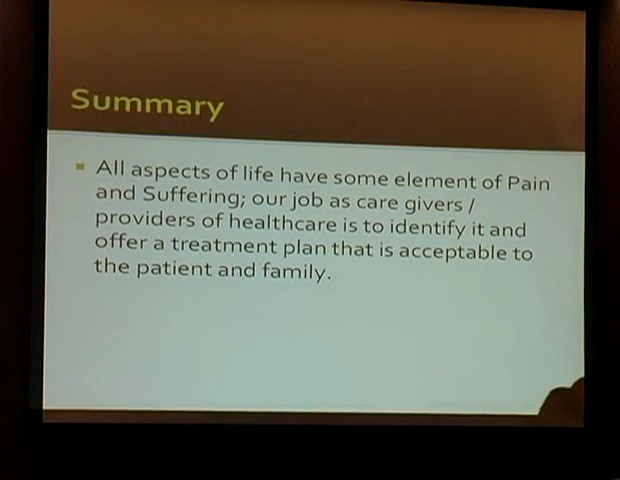 Summary
All aspects of life have some element of Pain
and Suffering; our job as care givers /
providers of healthcare is to identify it and
offer a treatment plan that is acceptable to
the patient and family.